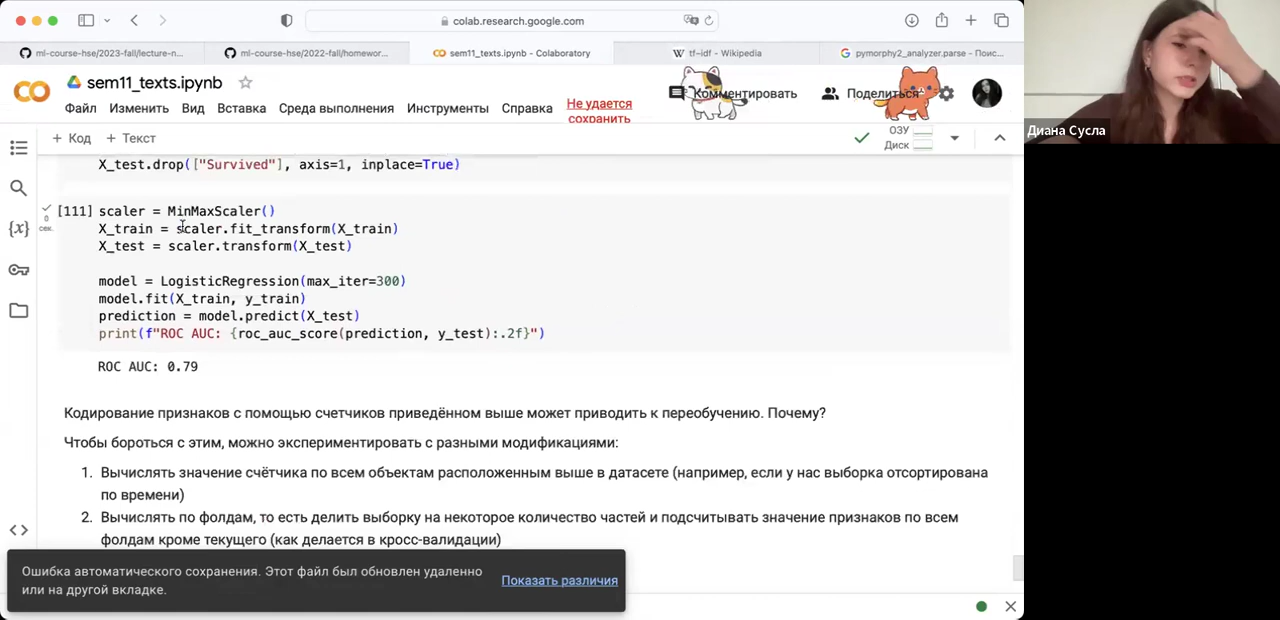 colab.research.google.com
ml-course-hse/2023-fall/lecture-n...
ml-course-hse/2022-fall/homewor...
sem11_texts.ipynb - Colaboratory
tf-idf – Wikipedia
pymorphy2_analyzer.parse - Поис...
sem11_texts.ipynb
Комментировать
Поделиться
Файл Изменить Вид Вставка Среда выполнения Инструменты Справка Не удается сохранить
Диана Сусла
+ Код + Текст
ОЗУ
Диск
X_test.drop(["Survived"], axis=1, inplace=True)
[111] scaler = MinMaxScaler()
0
сек.
X_train = scaler.fit_transform(X_train)
X_test = scaler.transform(X_test)
model = LogisticRegression(max_iter=300)
model.fit(X_train, y_train)
prediction = model.predict(X_test)
print(f"ROC AUC: {roc_auc_score(prediction, y_test):.2f}")
ROC AUC: 0.79
Кодирование признаков с помощью счетчиков приведённом выше может приводить к переобучению. Почему?
Чтобы бороться с этим, можно экспериментировать с разными модификациями:
1. Вычислять значение счётчика по всем объектам расположенным выше в датасете (например, если у нас выборка отсортирована
по времени)
2. Вычислять по фолдам, то есть делить выборку на некоторое количество частей и подсчитывать значение признаков по всем
фолдам кроме текущего (как делается в кросс-валидации)
Ошибка автоматического сохранения. Этот файл был обновлен удаленно
или на другой вкладке.
Показать различия